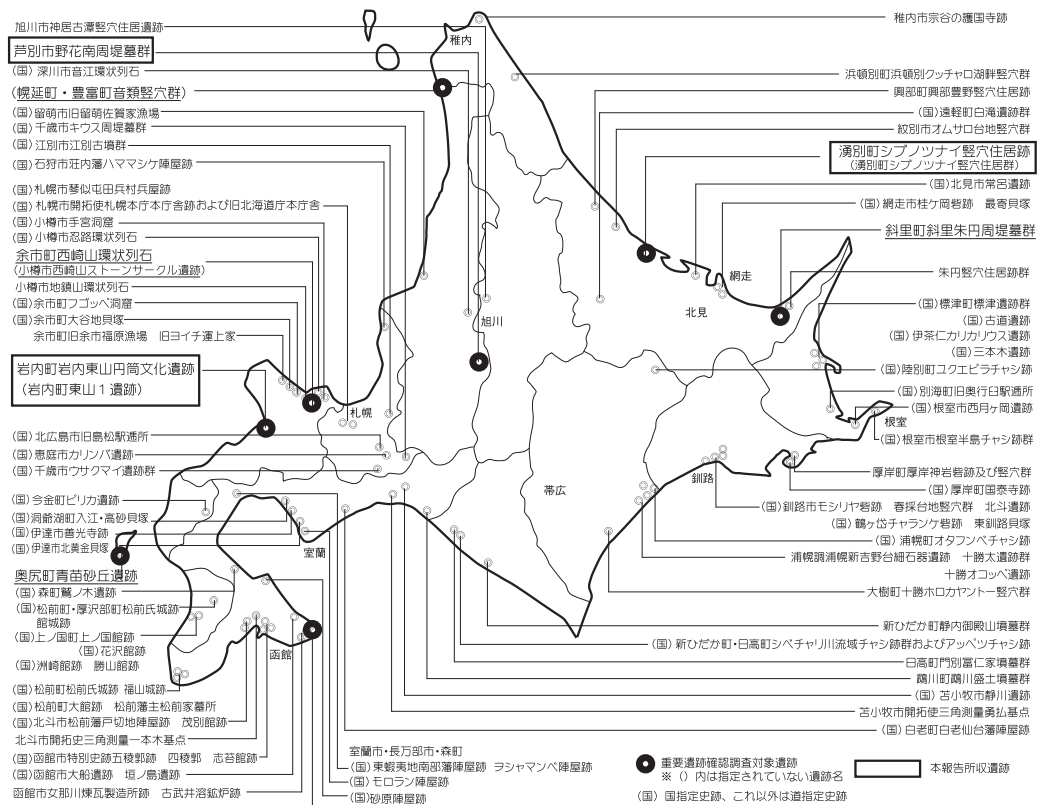 旭川市神居古潭竪穴住居遺跡
芦別市野花南周堤墓群
(国) 深川市音江環状列石
(幌延町・豊富町音類竪穴群)
(国) 留萌市旧留萌佐賀家漁場
(国) 千歳市キウス周堤墓群
(国) 江別市江別古墳群
(国) 石狩市荘内藩ハママシケ陣屋跡
(国) 札幌市琴似屯田兵村兵屋跡
(国) 札幌市開拓使札幌本庁本庁舎跡および旧北海道庁本庁舎
(国) 小樽市手宮洞窟
(国) 小樽市忍路環状列石
余市町西崎山環状列石
(小樽市西崎山ストーンサークル遺跡)
小樽市地鎮山環状列石
(国) 余市町フゴッペ洞窟
(国) 余市町大谷地貝塚
余市町旧余市福原漁場 旧ヨイチ運上家
岩内町岩内東山円筒文化遺跡
(岩内町東山1遺跡)
(国) 北広島市旧島松駅逓所
(国) 恵庭市カリンバ遺跡
(国) 千歳市ウサクマイ遺跡群
(国) 今金町ピリカ遺跡
(国) 洞爺湖町入江・高砂貝塚
(国) 伊達市善光寺跡
(国) 伊達市北黄金貝塚
奥尻町青苗砂丘遺跡
(国) 森町鷲ノ木遺跡
(国) 松前町・厚沢部町松前氏城跡
館城跡
(国) 上ノ国町上ノ国館跡
(国) 花沢館跡
(国) 洲崎館跡 勝山館跡
(国) 松前町松前氏城跡 福山城跡
(国) 松前町大館跡 松前藩主松前家墓所
(国) 北斗市松前藩戸切地陣屋跡 茂別館跡
北斗市開拓史三角測量一本木基点
(国) 函館市特別史跡五稜郭跡 四稜郭 志苔館跡
(国) 函館市大船遺跡 垣ノ島遺跡
函館市女那川煉瓦製造所跡 古武井溶鉱炉跡
稚内
旭川
札幌
室蘭
函館
帯広
釧路
根室
網走
北見
稚内市宗谷の護国寺跡
浜頓別町浜頓別クッチャロ湖畔竪穴群
興部町興部豊野竪穴住居跡
(国) 遠軽町白滝遺跡群
紋別市オムサロ台地竪穴群
湧別町シブノツナイ竪穴住居跡
(湧別町シブノツナイ竪穴住居群)
(国) 北見市常呂遺跡
(国) 網走市桂ケ岡砦跡 最寄貝塚
斜里町斜里朱円周堤墓群
朱円竪穴住居跡群
(国) 標津町標津遺跡群
(国) 古道遺跡
(国) 伊茶仁カリカリウス遺跡
(国) 三本木遺跡
(国) 陸別町ユクエピラチャシ跡
(国) 別海町旧奥行臼駅逓所
(国) 根室市西月ヶ岡遺跡
(国) 根室市根室半島チャシ跡群
厚岸町厚岸神岩砦跡及び竪穴群
(国) 厚岸町国泰寺跡
(国) 釧路市モシリヤ砦跡 春採台地竪穴群 北斗遺跡
(国) 鶴ヶ岱チャランケ砦跡 東釧路貝塚
(国) 浦幌町オタフンベチャシ跡
浦幌調浦幌新吉野台細石器遺跡 十勝太遺跡群
十勝オコッペ遺跡
大樹町十勝ホロカヤントー竪穴群
新ひだか町静内御殿山墳墓群
(国) 新ひだか町・日高町シベチャリ川流域チャシ跡群およびアッペツチャシ跡
日高町門別富仁家墳墓群
鵡川町鵡川盛土墳墓群
(国) 苫小牧市静川遺跡
苫小牧市開拓使三角測量勇払基点
(国) 白老町白老仙台藩陣屋跡
室蘭市・長万部市・森町
(国) 東蝦夷地南部藩陣屋跡 ヲシャマンベ陣屋跡
(国) モロラン陣屋跡
(国) 砂原陣屋跡
重要遺跡確認調査対象遺跡
※ () 内は指定されていない遺跡名
本報告所収遺跡
(国) 国指定史跡、これ以外は道指定史跡